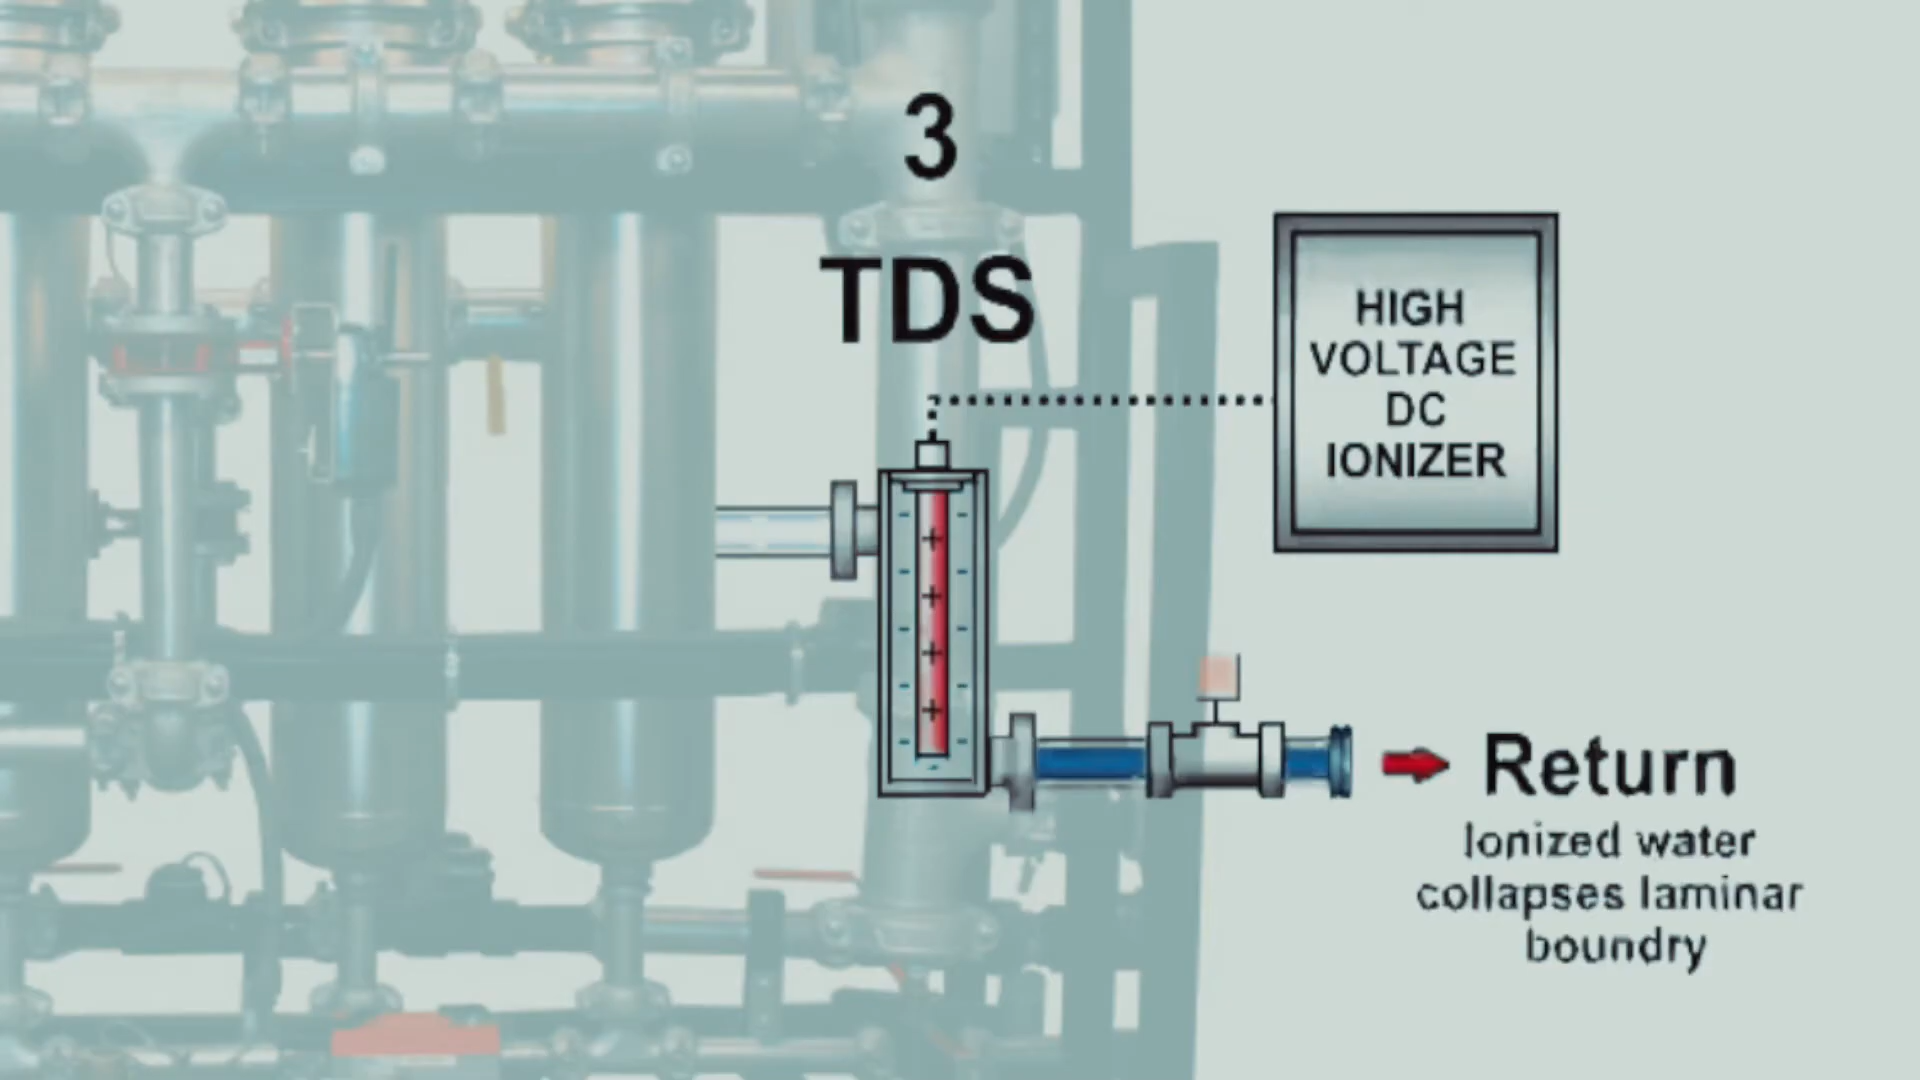 3
TDS
HIGH
VOLTAGE
DC
IONIZER
Return
Ionized water
collapses laminar
boundry